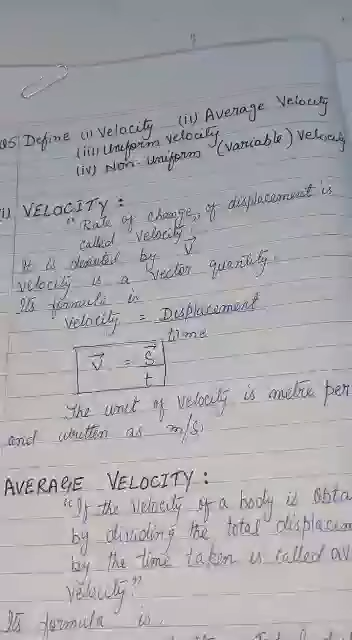 Q5 Define (i) Velocity (ii) Average Velocity
(iii) Uniform velocity
(iv) Non-uniform (variable) Velocity
(i) VELOCITY:
"Rate of change of displacement is
called velocity"
It is denoted by V
velocity is a vector quantity.
Its formula is
Velocity = Displacement
time
V = S
t
The unit of velocity is metre per
and written as m/s.
AVERAGE VELOCITY:
"If the velocity of a body is obta
by dividing the total displacem
by the time taken is called av
velocity."
Its formula is